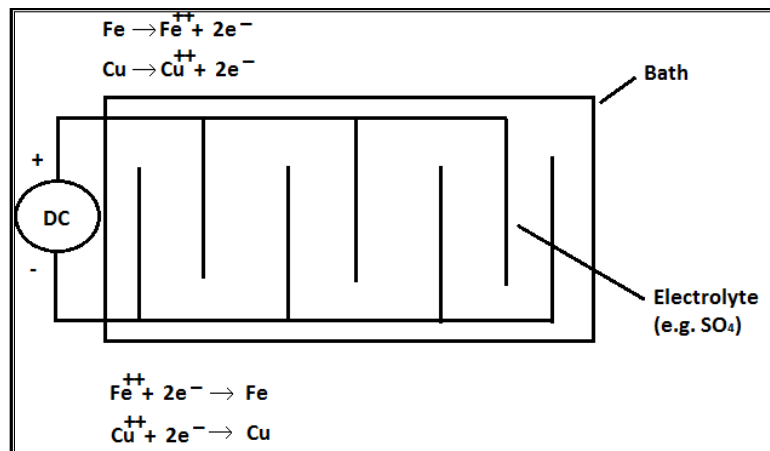 Fe → Fe⁺⁺ + 2e⁻
Cu → Cu⁺⁺ + 2e⁻
Bath
+
DC
-
Electrolyte
(e.g. SO₄)
Fe⁺⁺ + 2e⁻ → Fe
Cu⁺⁺ + 2e⁻ → Cu